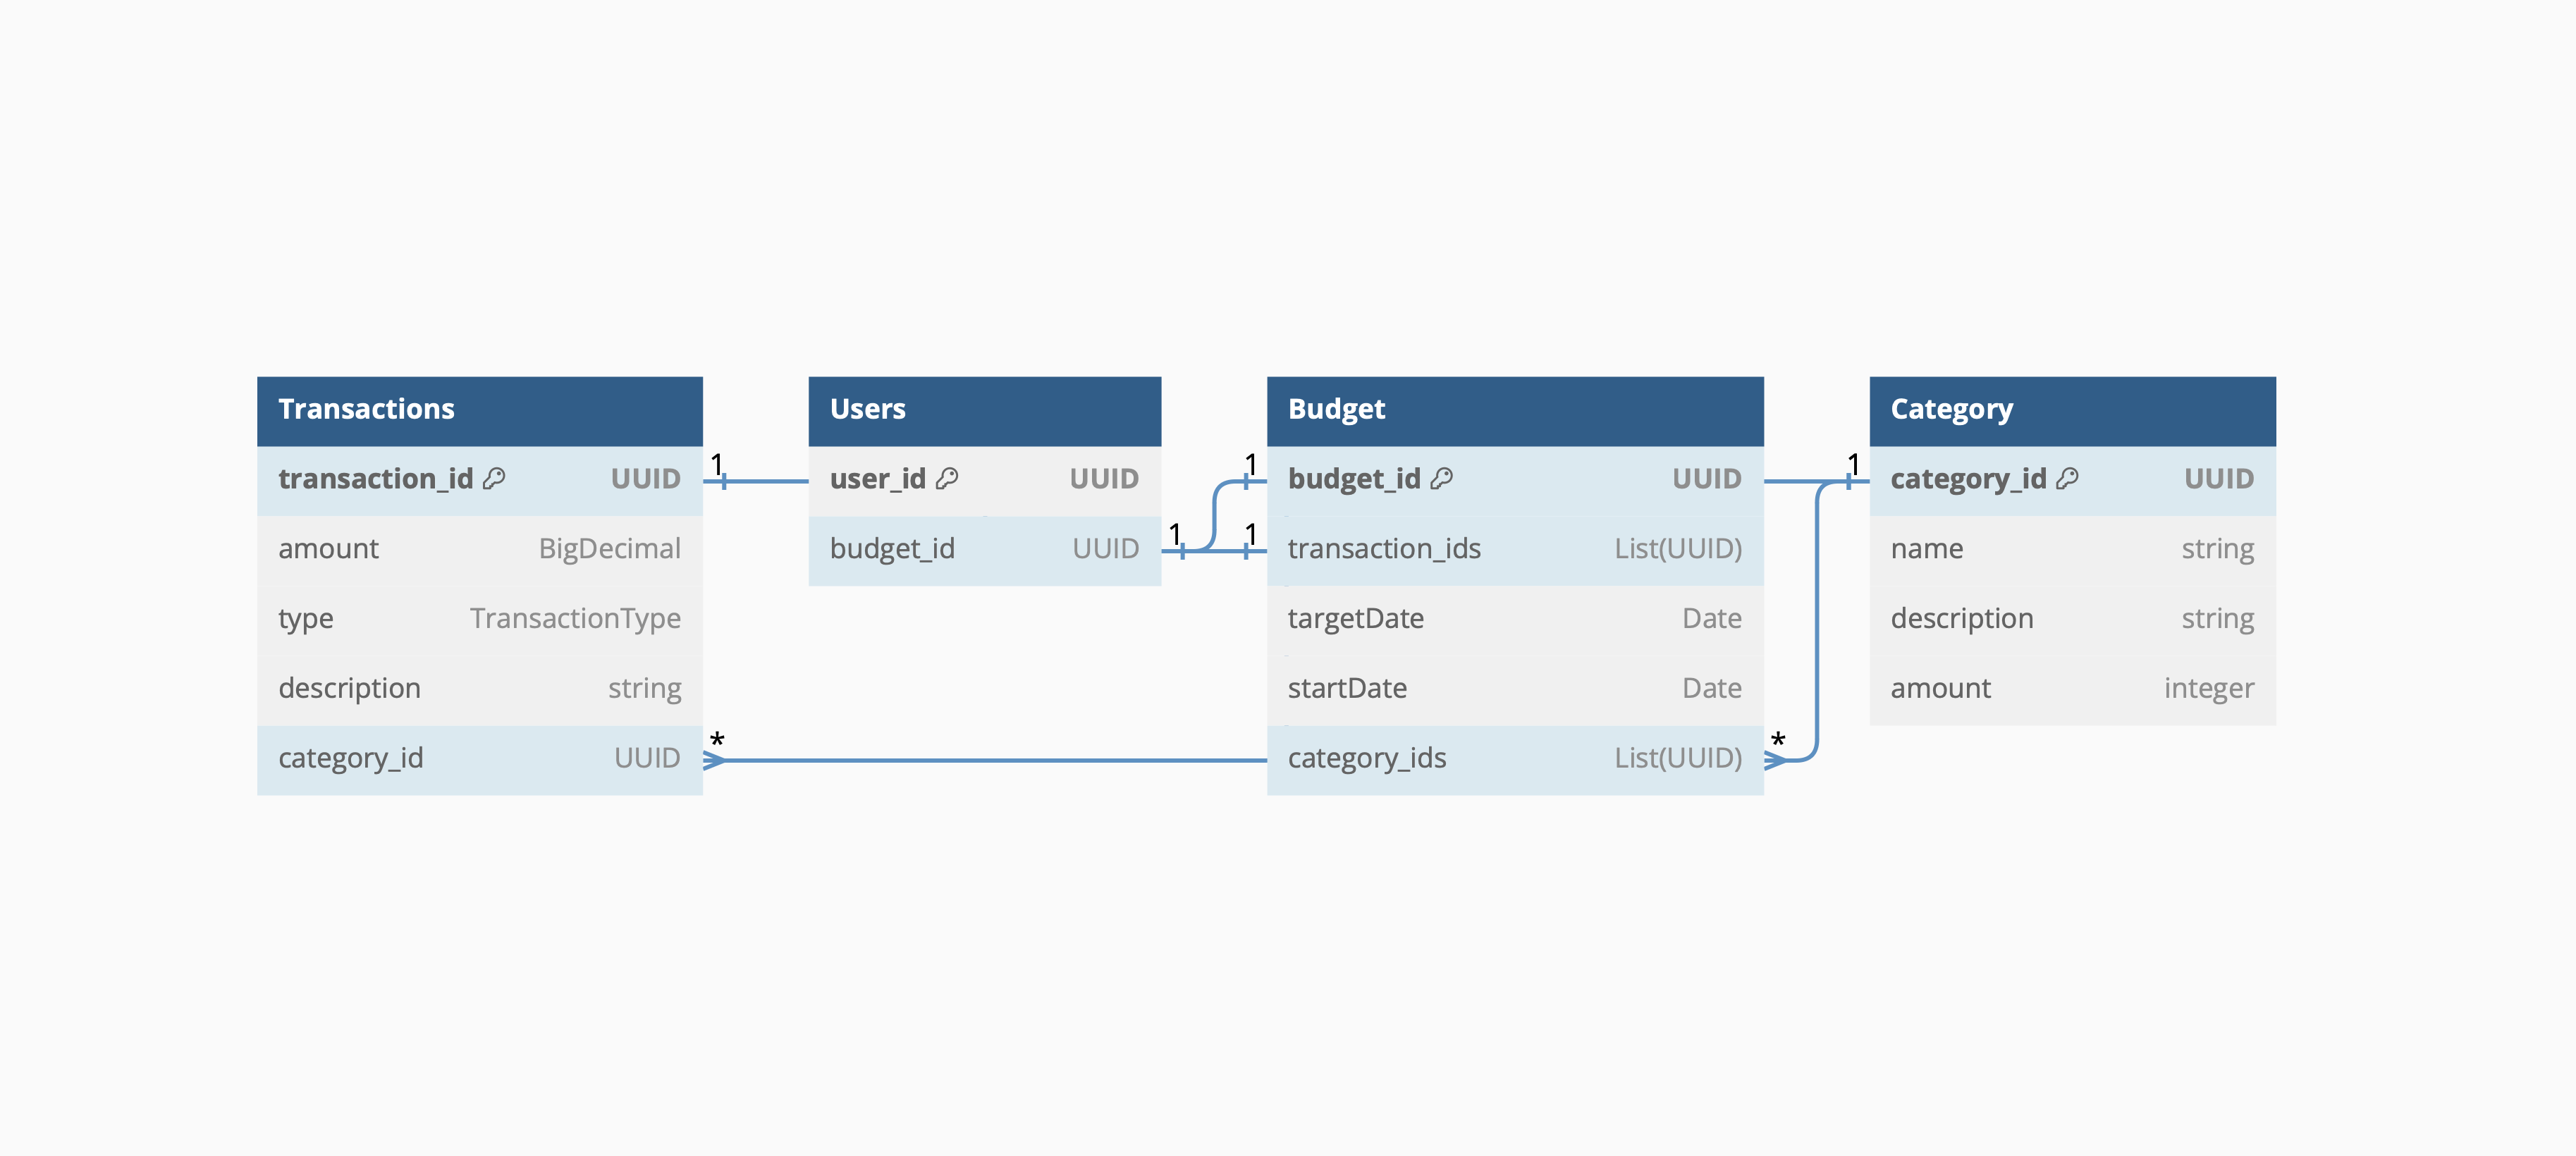 Transactions
transaction_id UUID
amount BigDecimal
type TransactionType
description string
category_id UUID
1
*
Users
user_id UUID
budget_id UUID
1
1
1
Budget
budget_id UUID
transaction_ids List(UUID)
targetDate Date
startDate Date
category_ids List(UUID)
*
1
Category
category_id UUID
name string
description string
amount integer